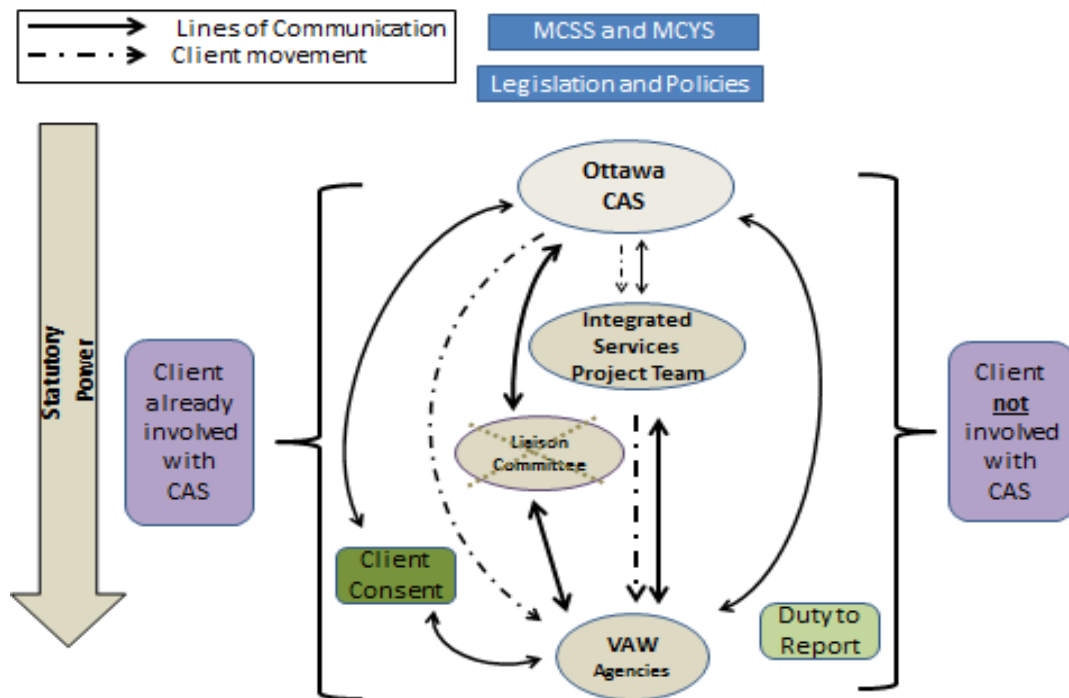 Lines of Communication
Client movement
MCSS and MCYS
Legislation and Policies
Statutory
Power
Client
already
involved
with
CAS
Ottawa
CAS
Integrated
Services
Project Team
Liaison
Committee
Client
Consent
VAW
Agencies
Duty to
Report
Client
not
involved
with
CAS